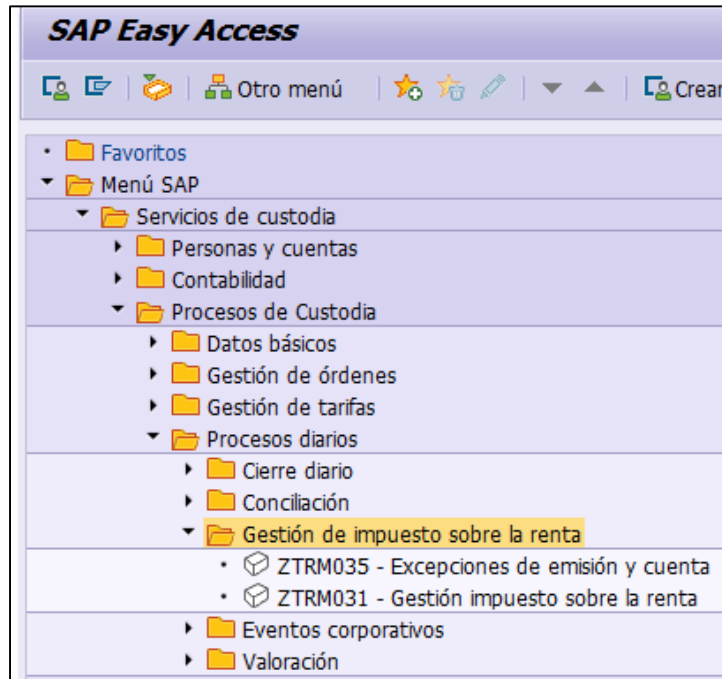 SAP Easy Access
Otro menú Crear
Favoritos
Menú SAP
Servicios de custodia
Personas y cuentas
Contabilidad
Procesos de Custodia
Datos básicos
Gestión de órdenes
Gestión de tarifas
Procesos diarios
Cierre diario
Conciliación
Gestión de impuesto sobre la renta
ZTRM035 - Excepciones de emisión y cuenta
ZTRM031 - Gestión impuesto sobre la renta
Eventos corporativos
Valoración